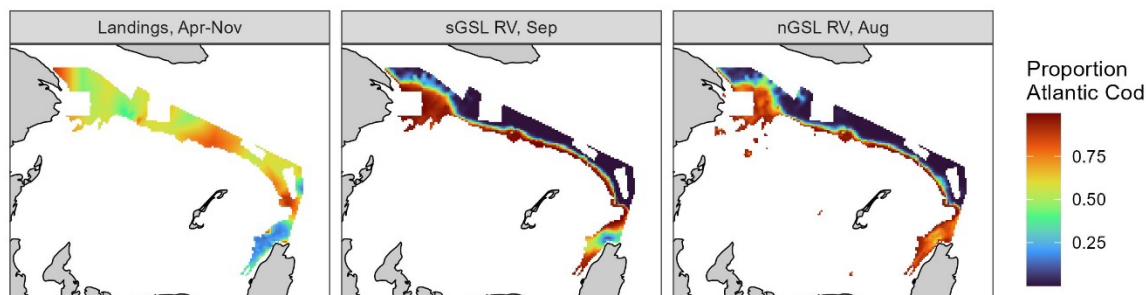 Landings, Apr-Nov
sGSL RV, Sep
nGSL RV, Aug
Proportion
Atlantic Cod
0.75
0.50
0.25